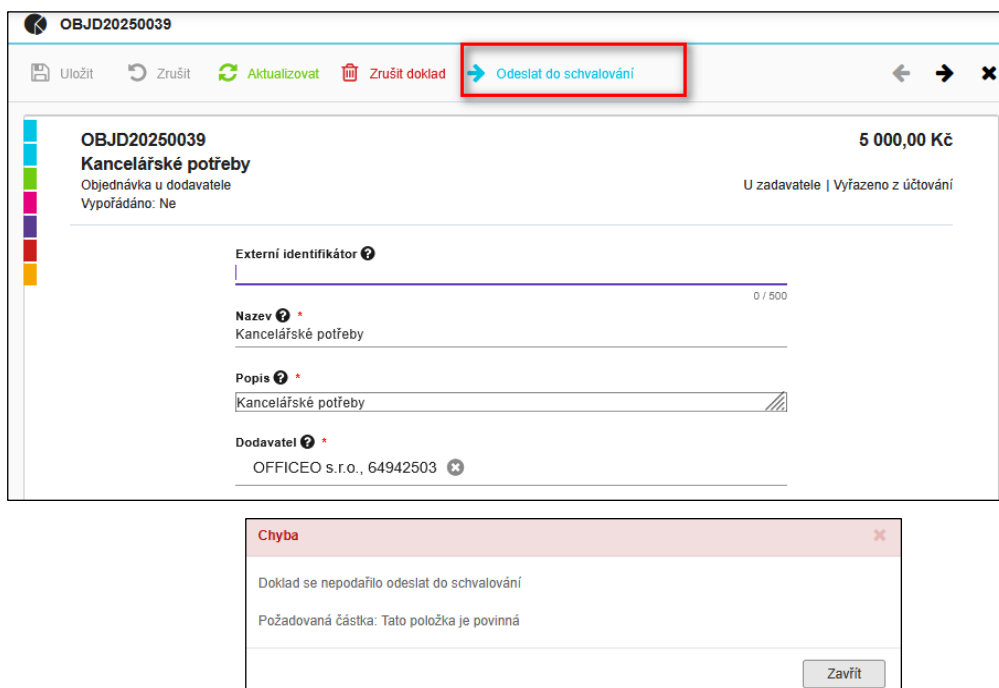 OBJD20250039
Uložit Zrušit Aktualizovat Zrušit doklad Odeslat do schvalování
OBJD20250039 5 000,00 Kč
Kancelářské potřeby
Objednávka u dodavatele U zadavatele | Vyřazeno z účtování
Vypořádáno: Ne
Externí identifikátor ?
0 / 500
Nazev ? *
Kancelářské potřeby
Popis ? *
Kancelářské potřeby
Dodavatel ? *
OFFICEO s.r.o., 64942503
Chyba
Doklad se nepodařilo odeslat do schvalování
Požadovaná částka: Tato položka je povinná
Zavřít